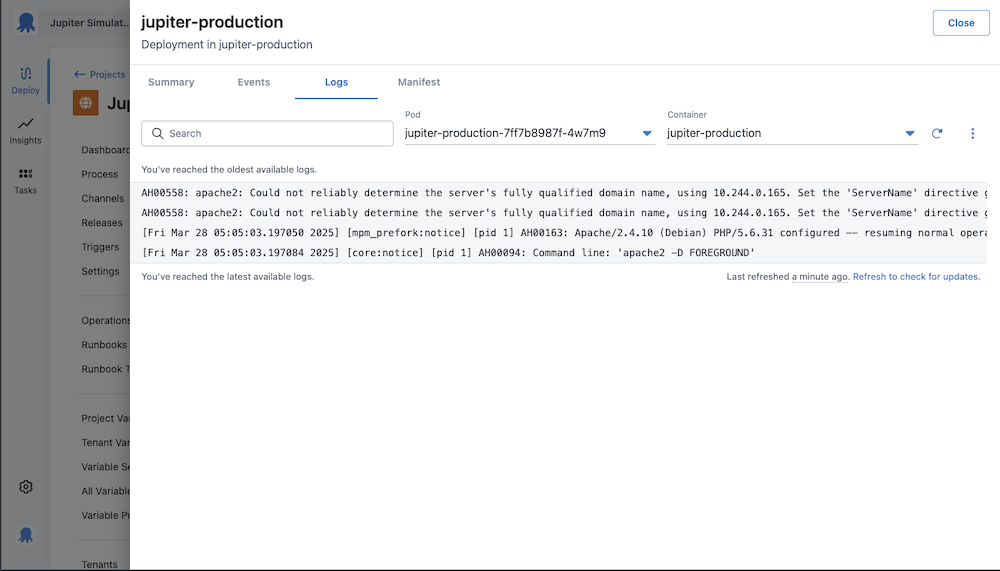 Jupiter Simulat..
Deploy
Insights
Tasks
Projects
Ju
Dashboard
Process
Channels
Releases
Triggers
Settings
Operations
Runbooks
Runbook T
Project Va
Tenant Var
Variable Se
All Variable
Variable Pr
Tenants
jupiter-production
Close
Deployment in jupiter-production
Summary Events Logs Manifest
Pod Container
Search jupiter-production-7ff7b8987f-4w7m9 jupiter-production
You've reached the oldest available logs.
AH00558: apache2: Could not reliably determine the server's fully qualified domain name, using 10.244.0.165. Set the 'ServerName' directive g
AH00558: apache2: Could not reliably determine the server's fully qualified domain name, using 10.244.0.165. Set the 'ServerName' directive g
[Fri Mar 28 05:05:03.197050 2025] [mpm_prefork:notice] [pid 1] AH00163: Apache/2.4.10 (Debian) PHP/5.6.31 configured -- resuming normal opera
[Fri Mar 28 05:05:03.197084 2025] [core:notice] [pid 1] AH00094: Command line: 'apache2 -D FOREGROUND'
You've reached the latest available logs. Last refreshed a minute ago. Refresh to check for updates.